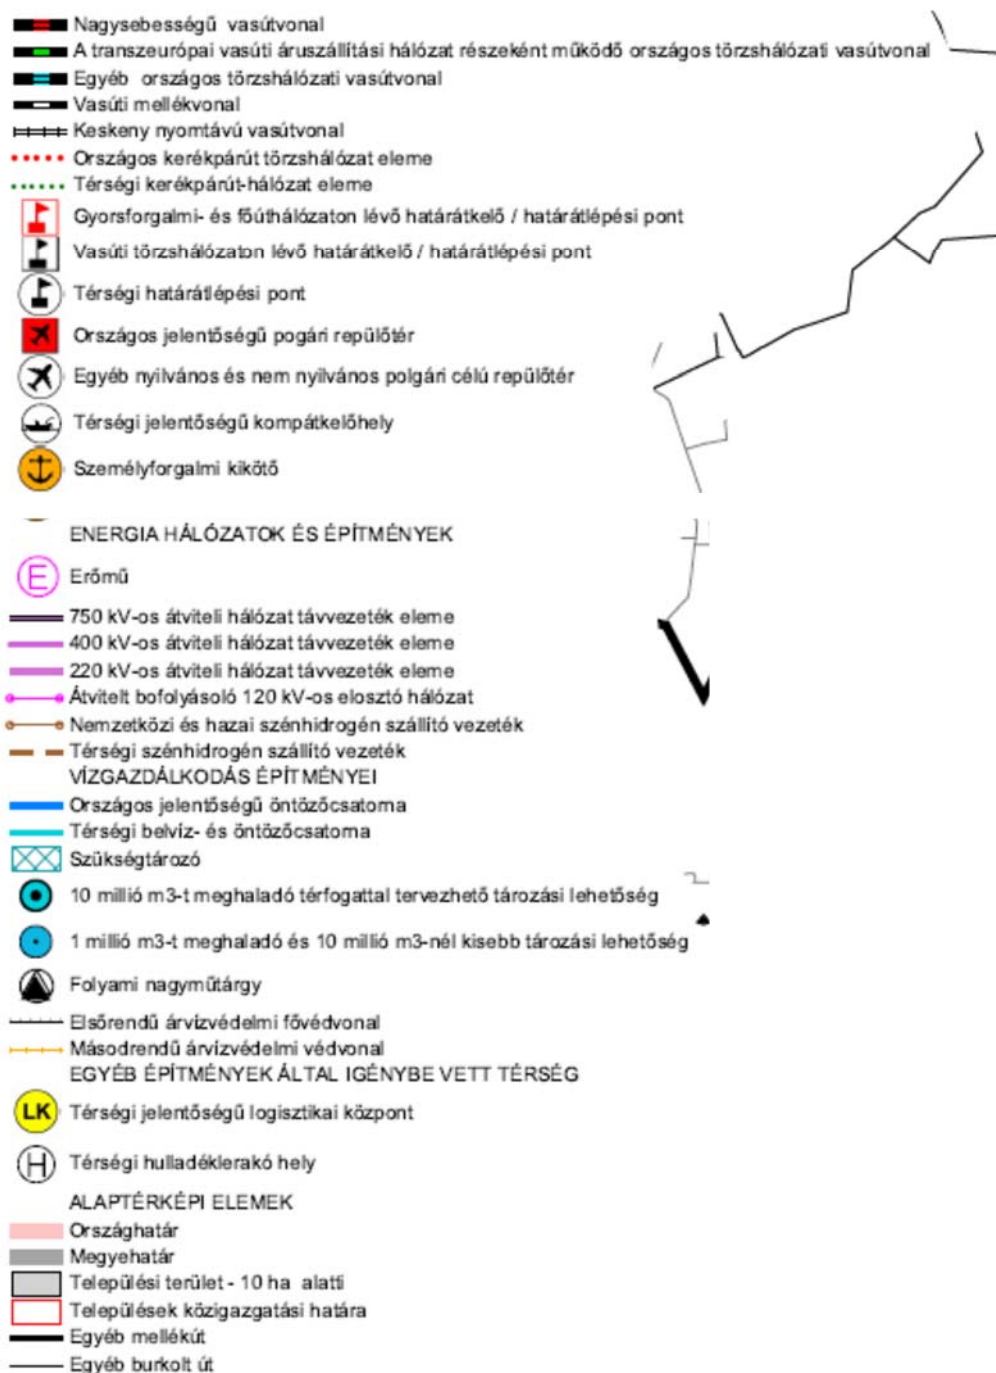 Nagysebességű vasútvonal
A transzeurópai vasúti áruszállítási hálózat részeként működő országos törzshálózati vasútvonal
Egyéb országos törzshálózati vasútvonal
Vasúti mellékvonal
Keskeny nyomtávú vasútvonal
Országos kerékpárút törzshálózat eleme
Térségi kerékpárút-hálózat eleme
Gyorsforgalmi- és főúthálózaton lévő határátkelő / határátlépési pont
Vasúti törzshálózaton lévő határátkelő / határátlépési pont
Térségi határátlépési pont
Országos jelentőségű pogári repülőtér
Egyéb nyilvános és nem nyilvános polgári célú repülőtér
Térségi jelentőségű kompátkelőhely
Személyforgalmi kikötő
ENERGIA HÁLÓZATOK ÉS ÉPÍTMÉNYEK
E Erőmű
750 kV-os átviteli hálózat távvezeték eleme
400 kV-os átviteli hálózat távvezeték eleme
220 kV-os átviteli hálózat távvezeték eleme
Átvitelt bofolyásoló 120 kV-os elosztó hálózat
Nemzetközi és hazai szénhidrogén szállító vezeték
Térségi szénhidrogén szállító vezeték
VÍZGAZDÁLKODÁS ÉPÍTMÉNYEI
Országos jelentőségű öntözőcsatorna
Térségi belvíz- és öntözőcsatorna
Szükségtározó
10 millió m3-t meghaladó térfogattal tervezhető tározási lehetőség
1 millió m3-t meghaladó és 10 millió m3-nél kisebb tározási lehetőség
Folyami nagyműtárgy
Elsőrendű árvízvédelmi fővédvonal
Másodrendű árvízvédelmi védvonal
EGYÉB ÉPÍTMÉNYEK ÁLTAL IGÉNYBE VETT TÉRSÉG
LK Térségi jelentőségű logisztikai központ
H Térségi hulladéklerakó hely
ALAPTÉRKÉPI ELEMEK
Országhatár
Megyehatár
Települési terület - 10 ha alatti
Települések közigazgatási határa
Egyéb mellékút
Egyéb burkolt út